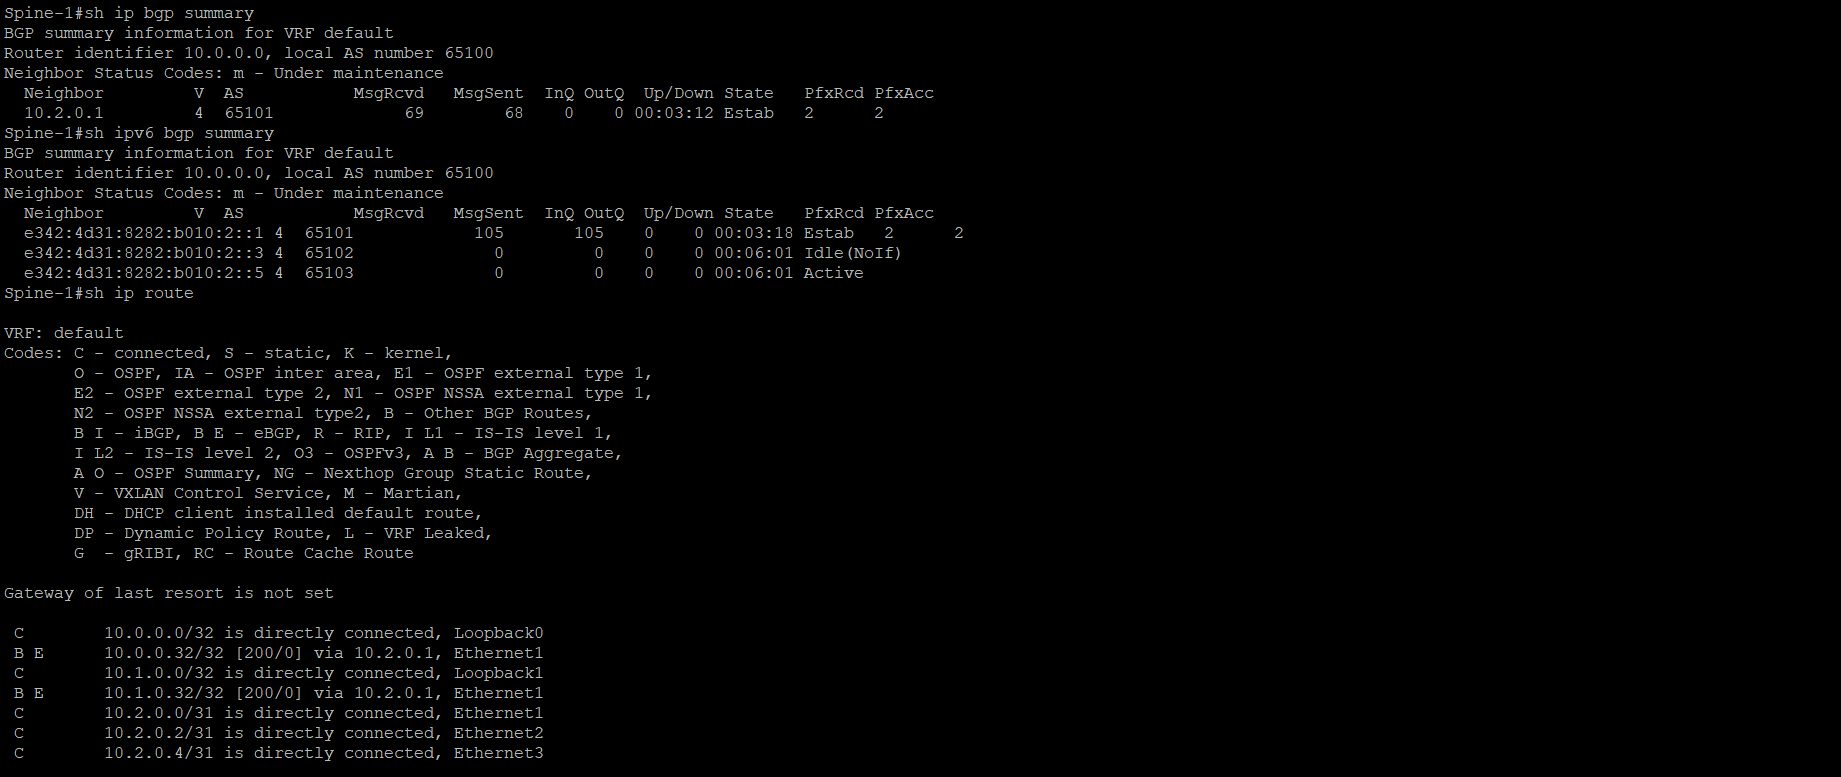 Spine-1#sh ip bgp summary
BGP summary information for VRF default
Router identifier 10.0.0.0, local AS number 65100
Neighbor Status Codes: m - Under maintenance
  Neighbor         V  AS           MsgRcvd   MsgSent  InQ OutQ  Up/Down State   PfxRcd PfxAcc
  10.2.0.1         4  65101             69        68    0    0 00:03:12 Estab   2      2
Spine-1#sh ipv6 bgp summary
BGP summary information for VRF default
Router identifier 10.0.0.0, local AS number 65100
Neighbor Status Codes: m - Under maintenance
  Neighbor         V  AS           MsgRcvd   MsgSent  InQ OutQ  Up/Down State   PfxRcd PfxAcc
  e342:4d31:8282:b010:2::1 4  65101            105       105    0    0 00:03:18 Estab   2      2
  e342:4d31:8282:b010:2::3 4  65102              0         0    0    0 00:06:01 Idle(NoIf)
  e342:4d31:8282:b010:2::5 4  65103              0         0    0    0 00:06:01 Active
Spine-1#sh ip route
VRF: default
Codes: C - connected, S - static, K - kernel,
       O - OSPF, IA - OSPF inter area, E1 - OSPF external type 1,
       E2 - OSPF external type 2, N1 - OSPF NSSA external type 1,
       N2 - OSPF NSSA external type2, B - Other BGP Routes,
       B I - iBGP, B E - eBGP, R - RIP, I L1 - IS-IS level 1,
       I L2 - IS-IS level 2, O3 - OSPFv3, A B - BGP Aggregate,
       A O - OSPF Summary, NG - Nexthop Group Static Route,
       V - VXLAN Control Service, M - Martian,
       DH - DHCP client installed default route,
       DP - Dynamic Policy Route, L - VRF Leaked,
       G  - gRIBI, RC - Route Cache Route
Gateway of last resort is not set
 C        10.0.0.0/32 is directly connected, Loopback0
 B E      10.0.0.32/32 [200/0] via 10.2.0.1, Ethernet1
 C        10.1.0.0/32 is directly connected, Loopback1
 B E      10.1.0.32/32 [200/0] via 10.2.0.1, Ethernet1
 C        10.2.0.0/31 is directly connected, Ethernet1
 C        10.2.0.2/31 is directly connected, Ethernet2
 C        10.2.0.4/31 is directly connected, Ethernet3